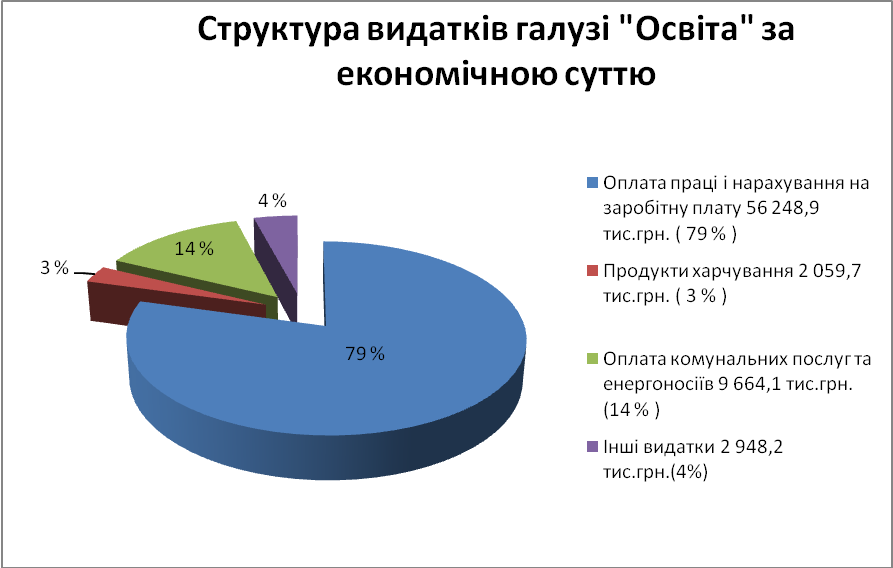 Структура видатків галузі "Освіта" за
економічною суттю
4 %
14 %
3 %
79 %
Оплата праці і нарахування на
заробітну плату 56 248,9
тис.грн. ( 79 % )
Продукти харчування 2 059,7
тис.грн. ( 3 % )
Оплата комунальних послуг та
енергоносіїв 9 664,1 тис.грн.
(14 % )
Інші видатки 2 948,2
тис.грн.(4%)